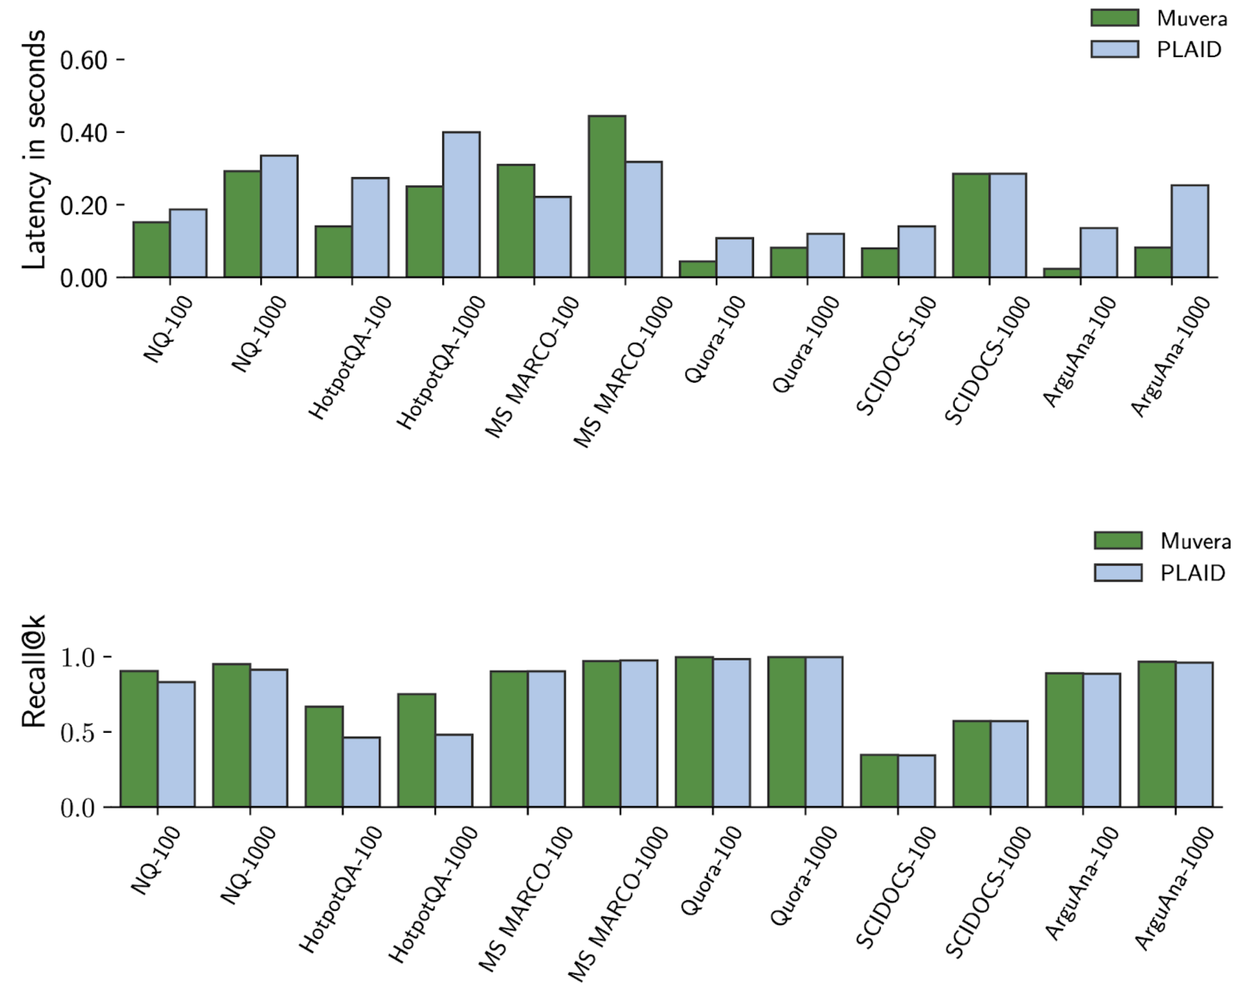 Muvera
PLAID
Latency in seconds
0.60
0.40
0.20
0.00
NQ-100
NQ-1000
HotpotQA-100
HotpotQA-1000
MS MARCO-100
MS MARCO-1000
Quora-100
Quora-1000
SCIDOCS-100
SCIDOCS-1000
ArguAna-100
ArguAna-1000
Muvera
PLAID
Recall@k
1.0
0.5
0.0
NQ-100
NQ-1000
HotpotQA-100
HotpotQA-1000
MS MARCO-100
MS MARCO-1000
Quora-100
Quora-1000
SCIDOCS-100
SCIDOCS-1000
ArguAna-100
ArguAna-1000